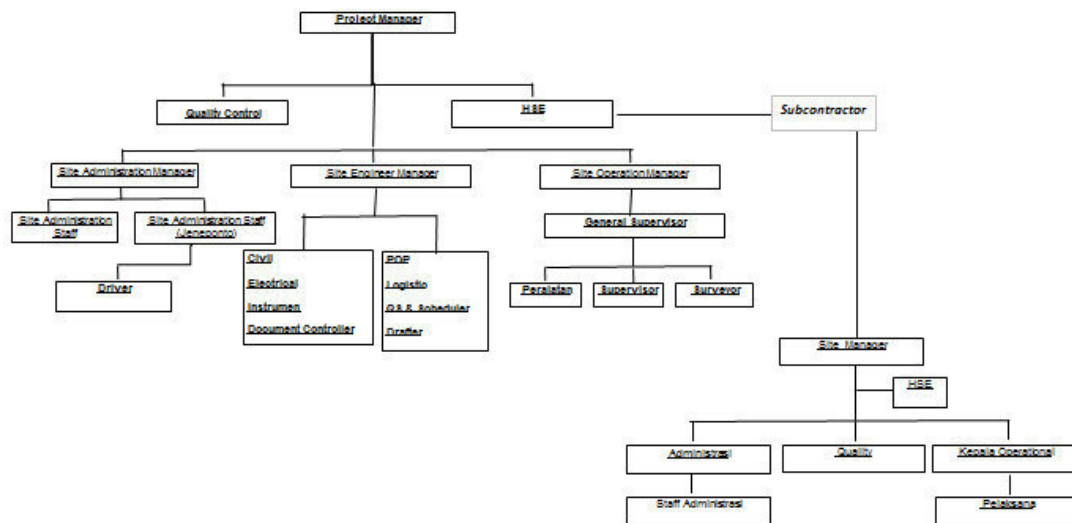 Project Manager
Quality Control
HSE
Subcontractor
Site Administration Manager
Site Engineer Manager
Site Operation Manager
Site Administration
Staff
Site Administration Staff
(Jeneponto)
General Supervisor
Driver
Civil
Electrical
Instrumen
Document Controller
POP
Logistic
QS & Scheduler
Drafter
Peralatan
Supervisor
Surveyor
Site Manager
HSE
Administrasi
Quality
Kepala Operational
Staff Administrasi
Pelaksana